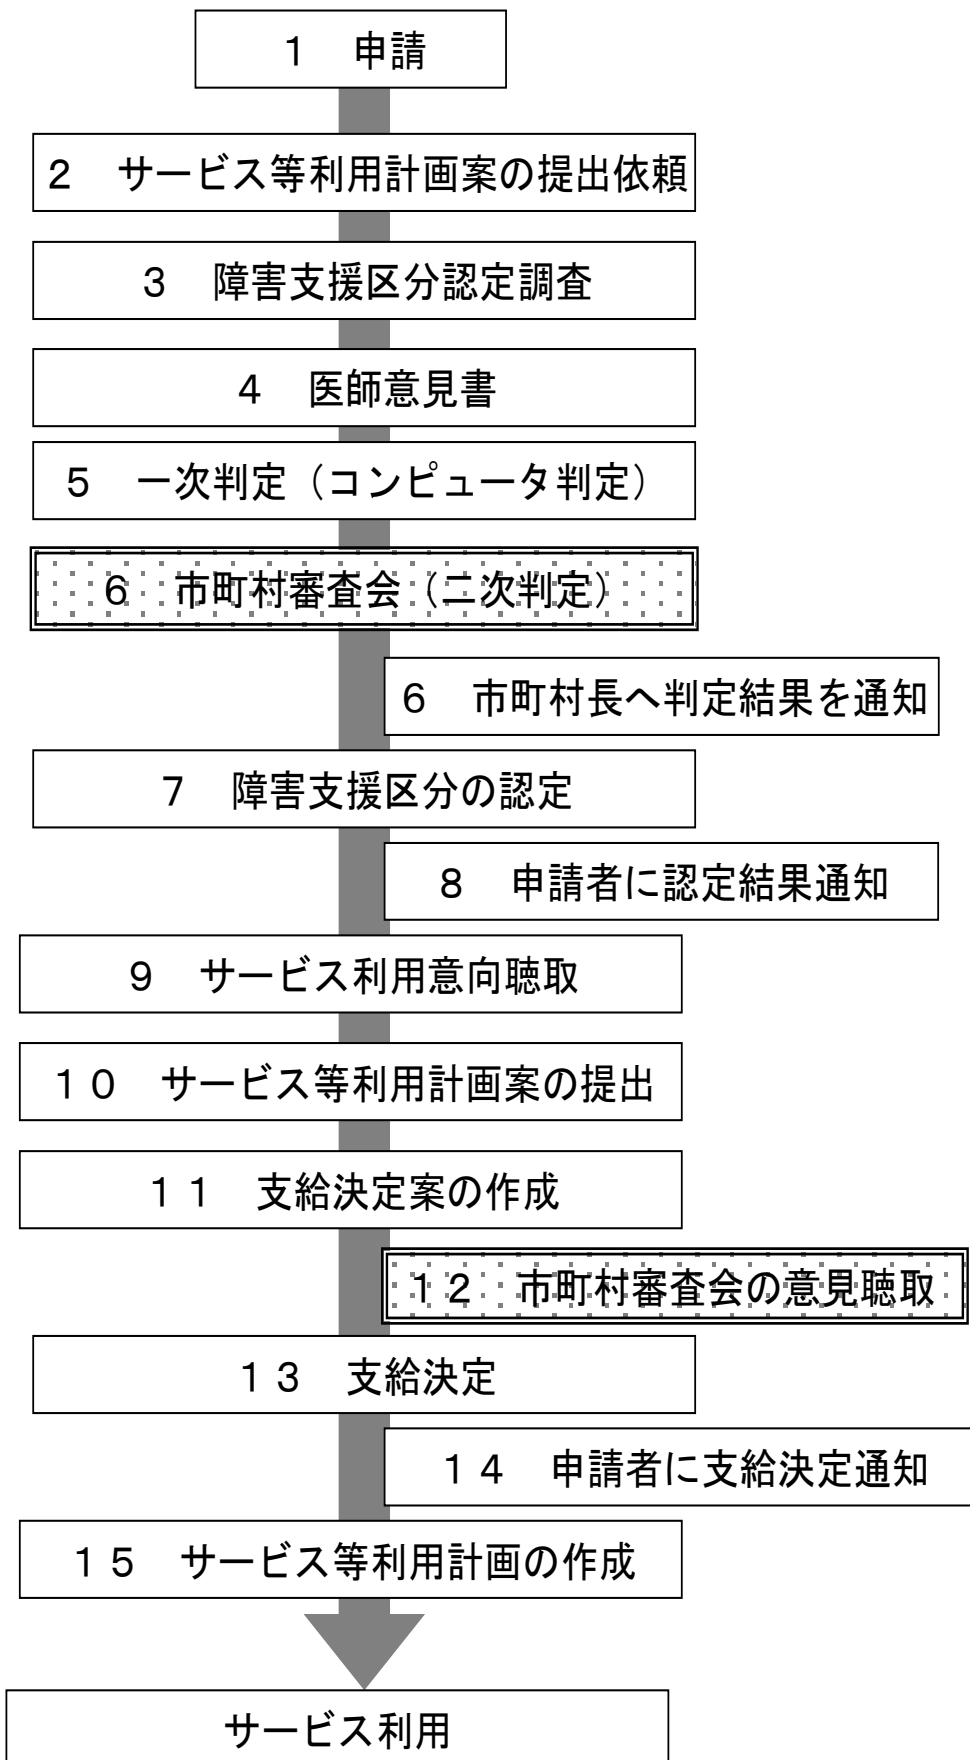 １　申請
２　サービス等利用計画案の提出依頼
３　障害支援区分認定調査
４　医師意見書
５　一次判定（コンピュータ判定）
６　市町村審査会（二次判定）
６　市町村長へ判定結果を通知
７　障害支援区分の認定
８　申請者に認定結果通知
９　サービス利用意向聴取
１０　サービス等利用計画案の提出
１１　支給決定案の作成
１２　市町村審査会の意見聴取
１３　支給決定
１４　申請者に支給決定通知
１５　サービス等利用計画の作成
サービス利用